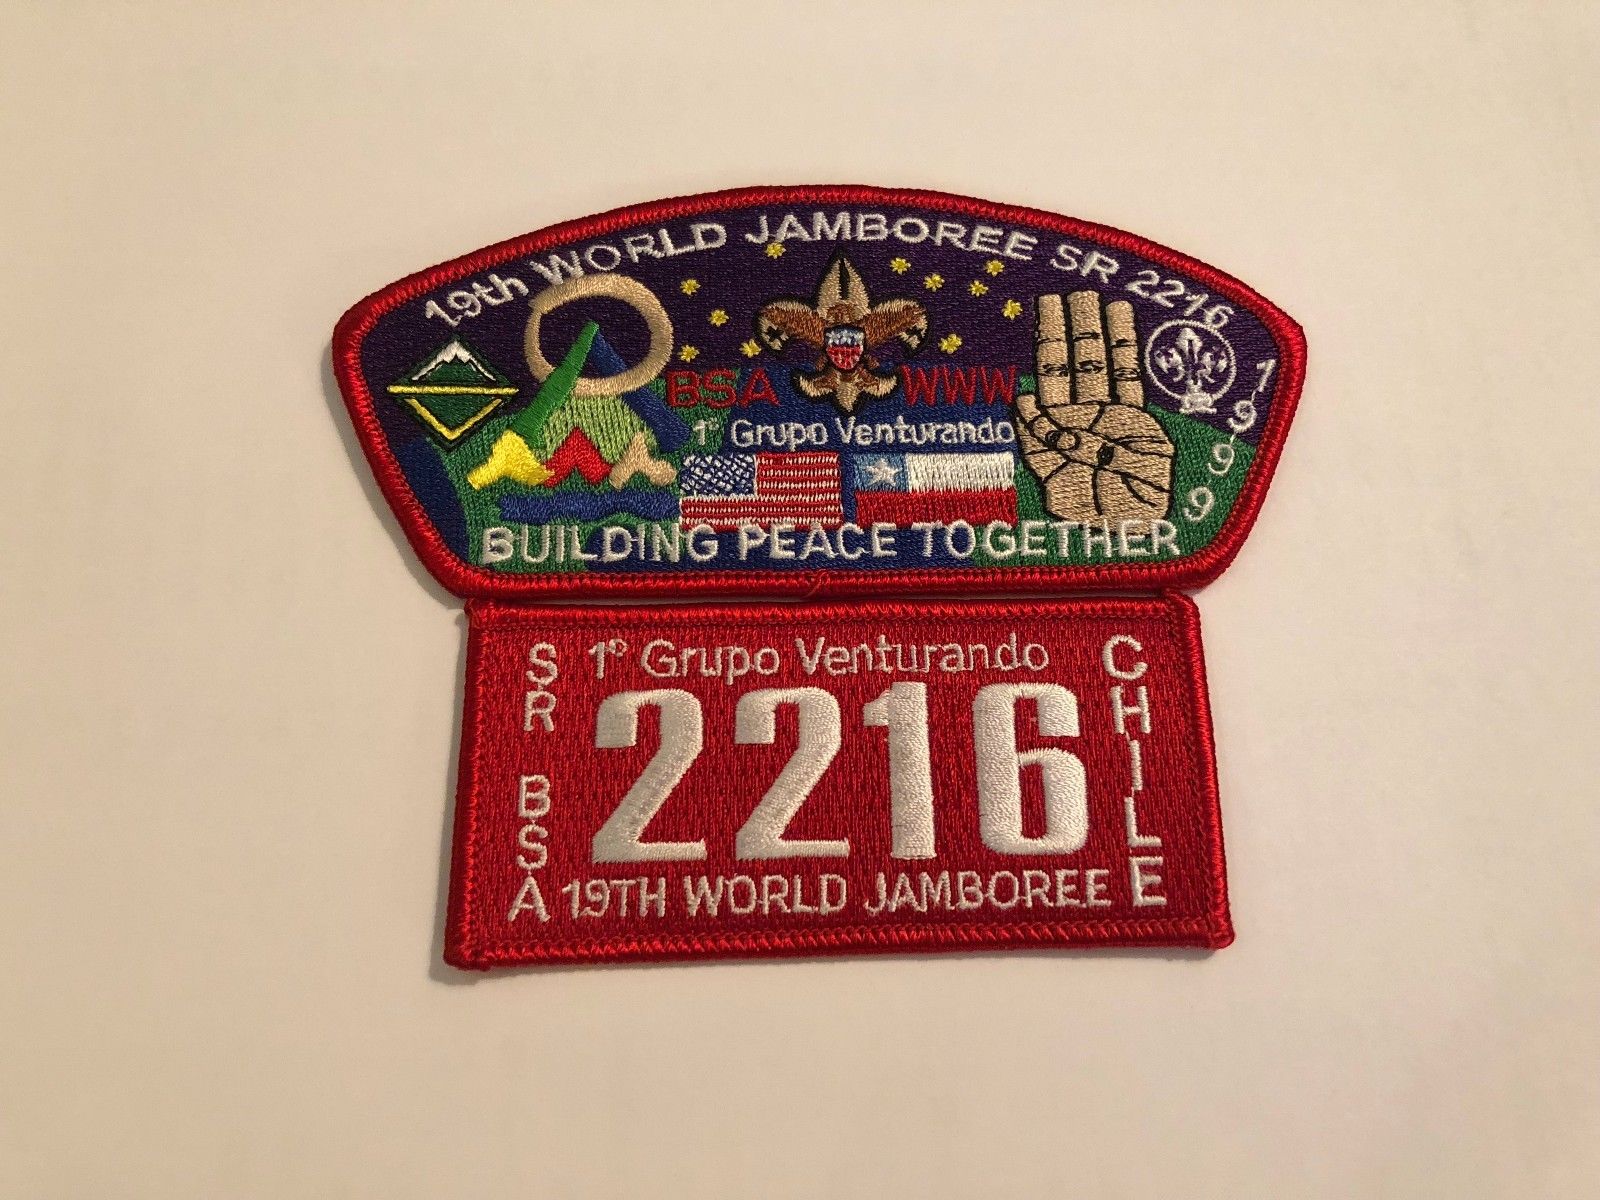 19th WORLD JAMBOREE SR 2216
1999
BSA WWW
1° Grupo Venturando
BUILDING PEACE TOGETHER
SR BSA
1° Grupo Venturando
2216
19TH WORLD JAMBOREE
CHILE